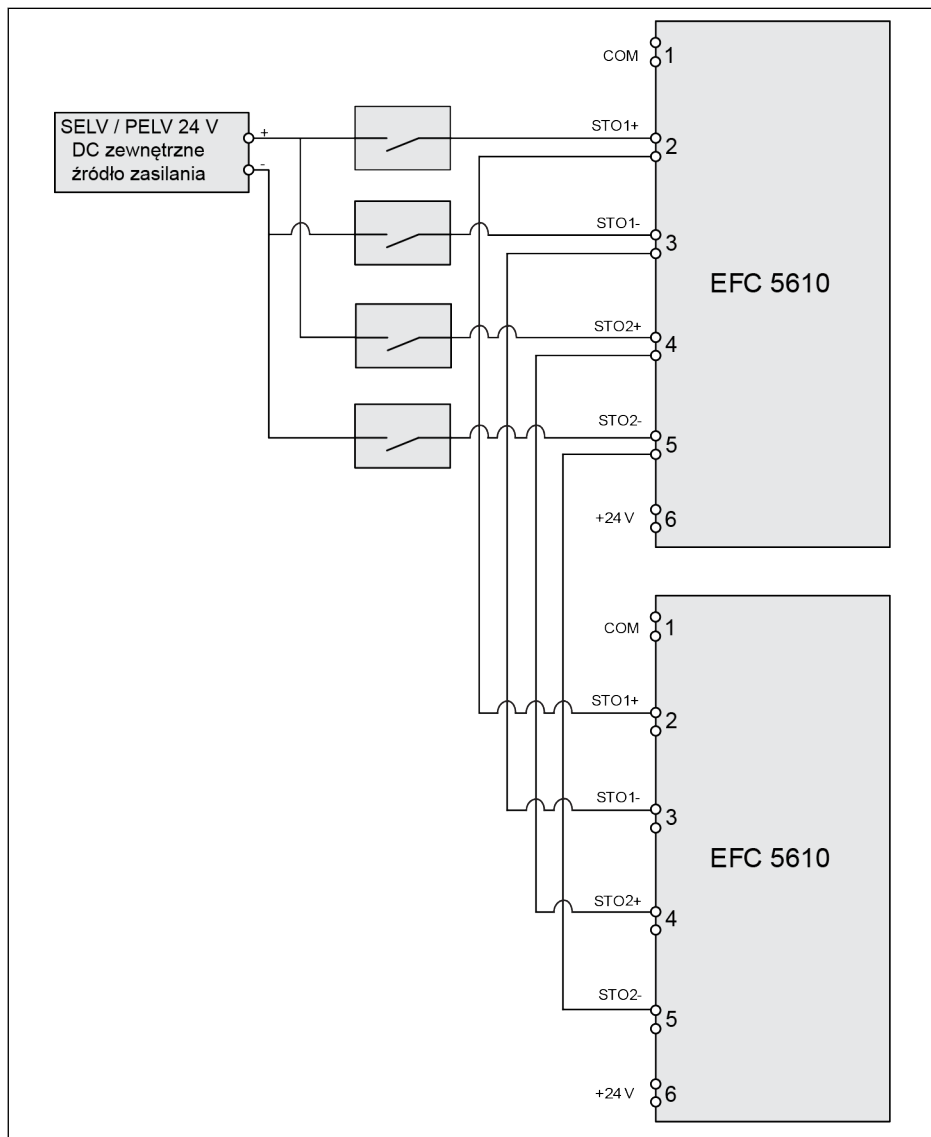 COM
1
SELV / PELV 24 V
DC zewnętrzne
źródło zasilania
+
-
STO1+
2
STO1-
3
EFC 5610
STO2+
4
STO2-
5
+24 V
6
COM
1
STO1+
2
STO1-
3
EFC 5610
STO2+
4
STO2-
5
+24 V
6